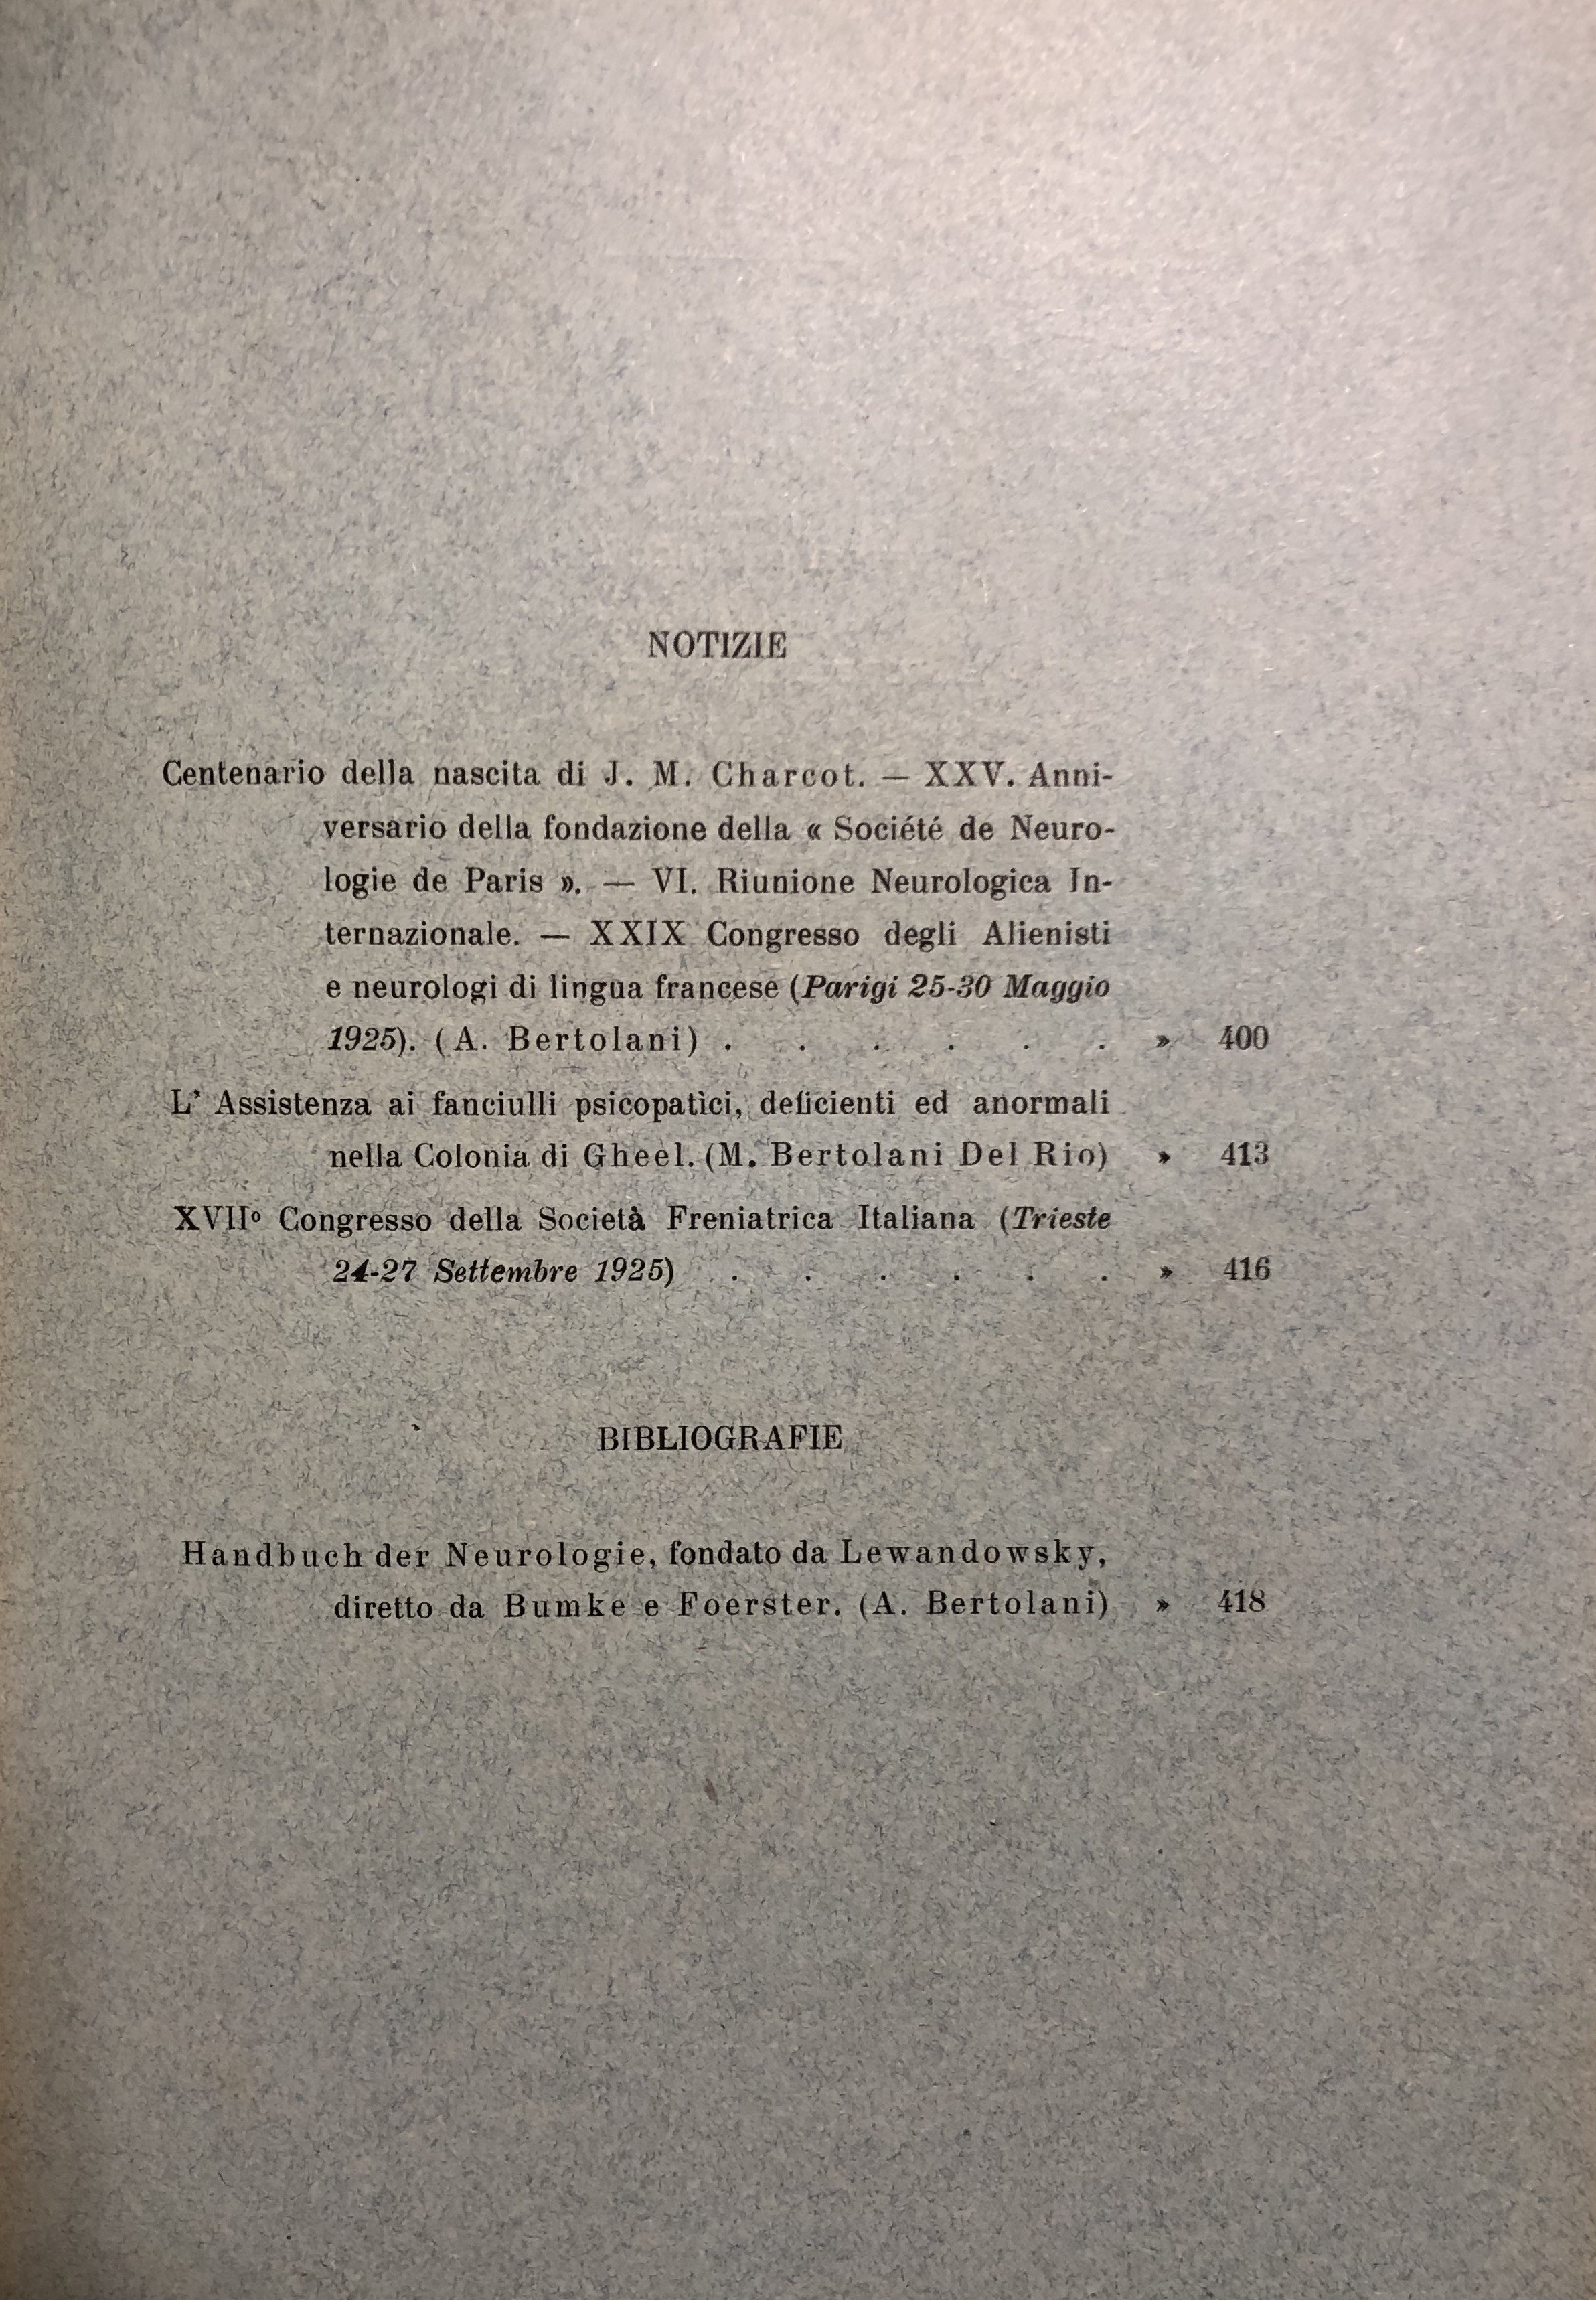 NOTIZIE
Centenario della nascita di J. M. Charcot. — XXV. Anni-
versario della fondazione della « Société de Neuro-
logie de Paris ». — VI. Riunione Neurologica In-
ternazionale. — XXIX Congresso degli Alienisti
e neurologi di lingua francese (Parigi 25-30 Maggio
1925). (A. Bertolani) . . . . . . » 400
L' Assistenza ai fanciulli psicopatici, deficienti ed anormali
nella Colonia di Gheel. (M. Bertolani Del Rio) » 413
XVIIº Congresso della Società Freniatrica Italiana (Trieste
24-27 Settembre 1925) . . . . . . » 416
BIBLIOGRAFIE
Handbuch der Neurologie, fondato da Lewandowsky,
diretto da Bumke e Foerster. (A. Bertolani) » 418